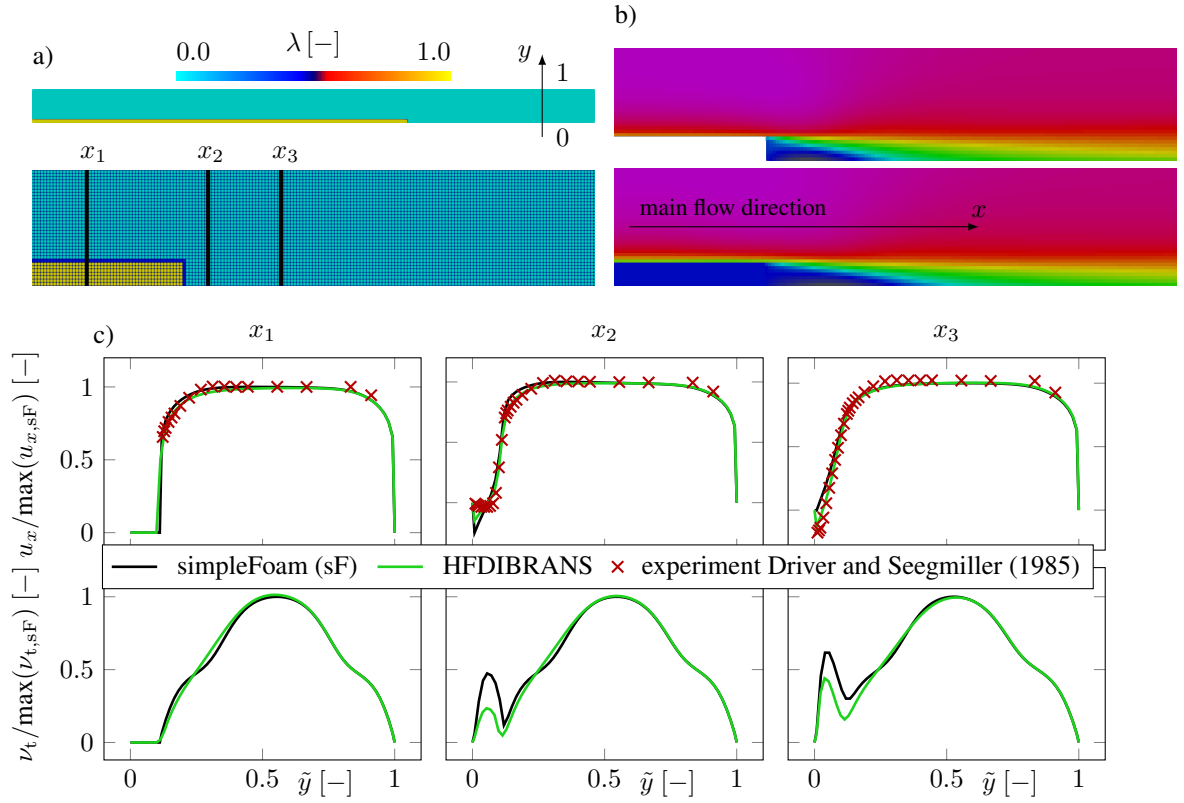 a)
0.0 λ [−] 1.0
y
1
0
x₁ x₂ x₃
b)
main flow direction x
c)
x₁ x₂ x₃
uₓ/max(uₓ,sF) [−]
1
0.5
0
simpleFoam (sF) HFDIBRANS experiment Driver and Seegmiller (1985)
νt/max(νt,sF) [−]
1
0.5
0
0 0.5 ỹ [−] 1
0 0.5 ỹ [−] 1
0 0.5 ỹ [−] 1